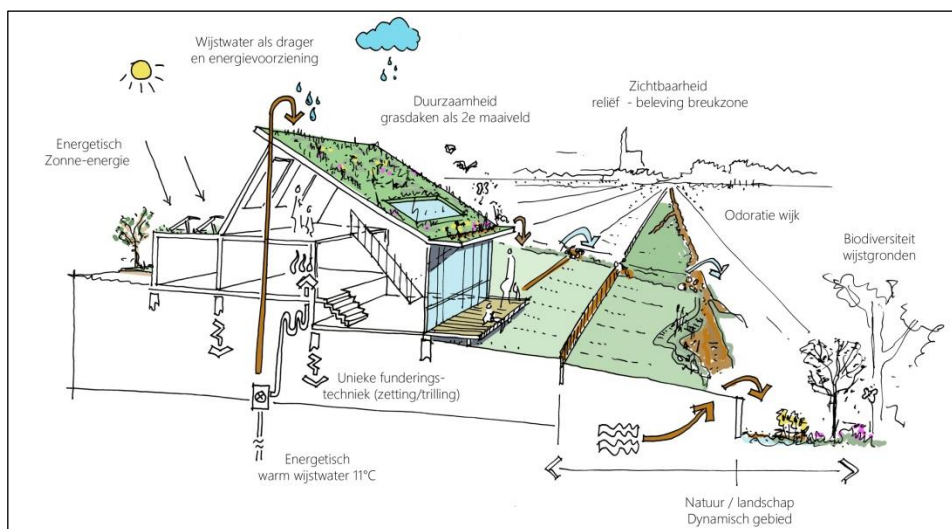 Wijstwater als drager
en energievoorziening
Zichtbaarheid
reliëf - beleving breukzone
Duurzaamheid
grasdaken als 2e maaiveld
Energetisch
Zonne-energie
Odoratie wijk
Biodiversiteit
wijstgronden
Unieke funderings-
techniek (zetting/trilling)
Energetisch
warm wijstwater 11°C
Natuur / landschap
Dynamisch gebied